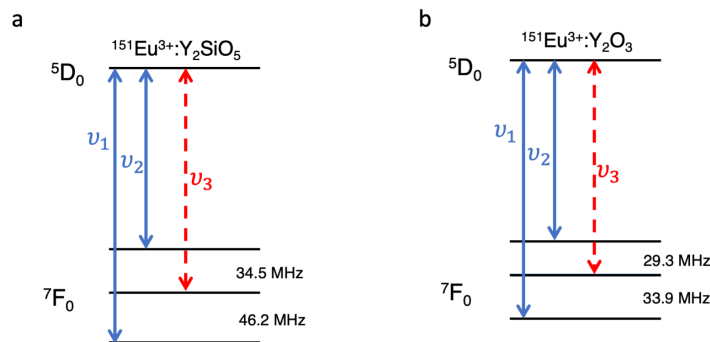 a
¹⁵¹Eu³⁺:Y₂SiO₅
⁵D₀
υ₁
υ₂
υ₃
34.5 MHz
⁷F₀
46.2 MHz
b
¹⁵¹Eu³⁺:Y₂O₃
⁵D₀
υ₁
υ₂
υ₃
29.3 MHz
⁷F₀
33.9 MHz